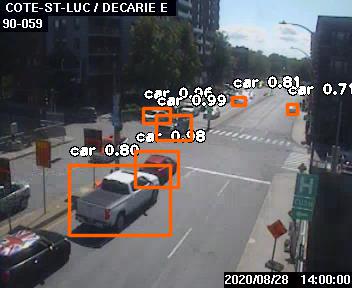 COTE-ST-LUC / DECARIE E
90-059
car 0.81
car 0.96
car 0.71
car 0.99
car 0.98
car 0.80
H
CUSM
2020/08/28 14:00:00